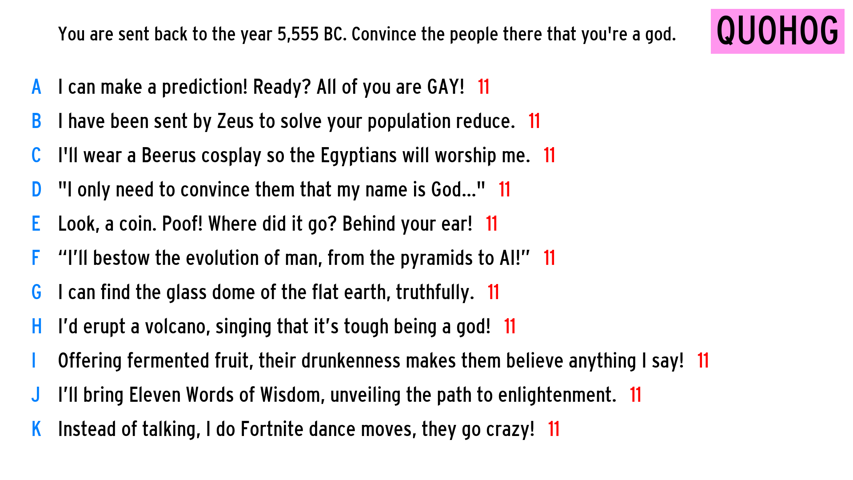 You are sent back to the year 5,555 BC. Convince the people there that you're a god.
QUOHOG
A I can make a prediction! Ready? All of you are GAY! 11
B I have been sent by Zeus to solve your population reduce. 11
C I'll wear a Beerus cosplay so the Egyptians will worship me. 11
D "I only need to convince them that my name is God..." 11
E Look, a coin. Poof! Where did it go? Behind your ear! 11
F “I’ll bestow the evolution of man, from the pyramids to AI!” 11
G I can find the glass dome of the flat earth, truthfully. 11
H I’d erupt a volcano, singing that it’s tough being a god! 11
I Offering fermented fruit, their drunkenness makes them believe anything I say! 11
J I’ll bring Eleven Words of Wisdom, unveiling the path to enlightenment. 11
K Instead of talking, I do Fortnite dance moves, they go crazy! 11